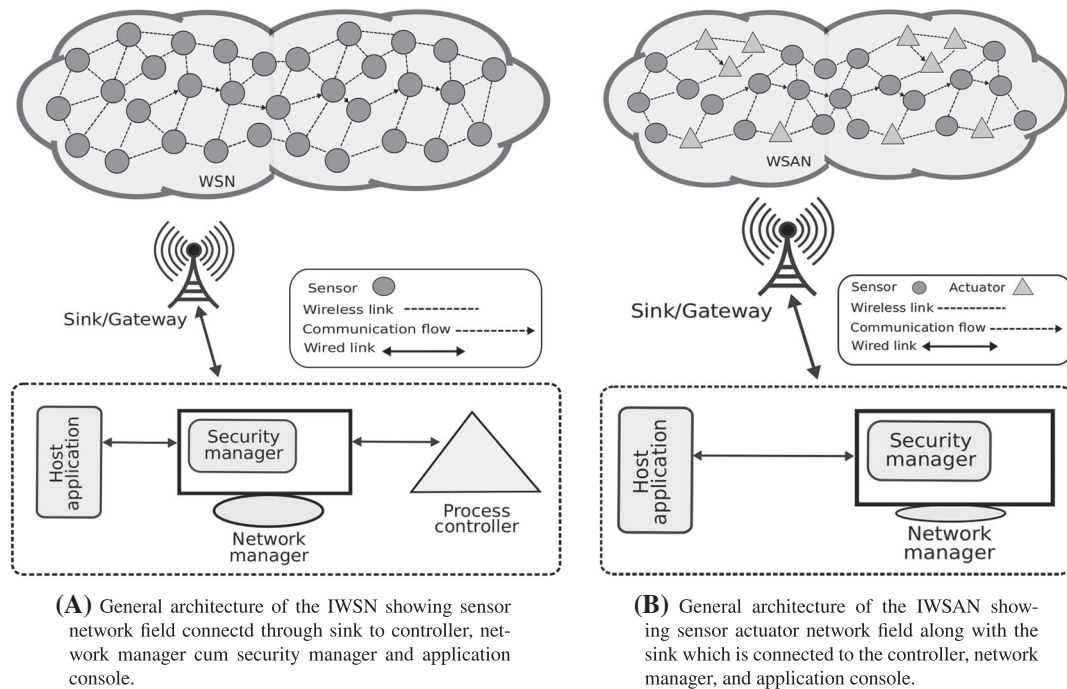 WSN
Sink/Gateway
Sensor
Wireless link
Communication flow
Wired link
Host
application
Security
manager
Network
manager
Process
controller
(A) General architecture of the IWSN showing sensor
network field connectd through sink to controller, net-
work manager cum security manager and application
console.
WSAN
Sink/Gateway
Sensor Actuator
Wireless link
Communication flow
Wired link
Host
application
Security
manager
Network
manager
(B) General architecture of the IWSAN show-
ing sensor actuator network field along with the
sink which is connected to the controller, network
manager, and application console.